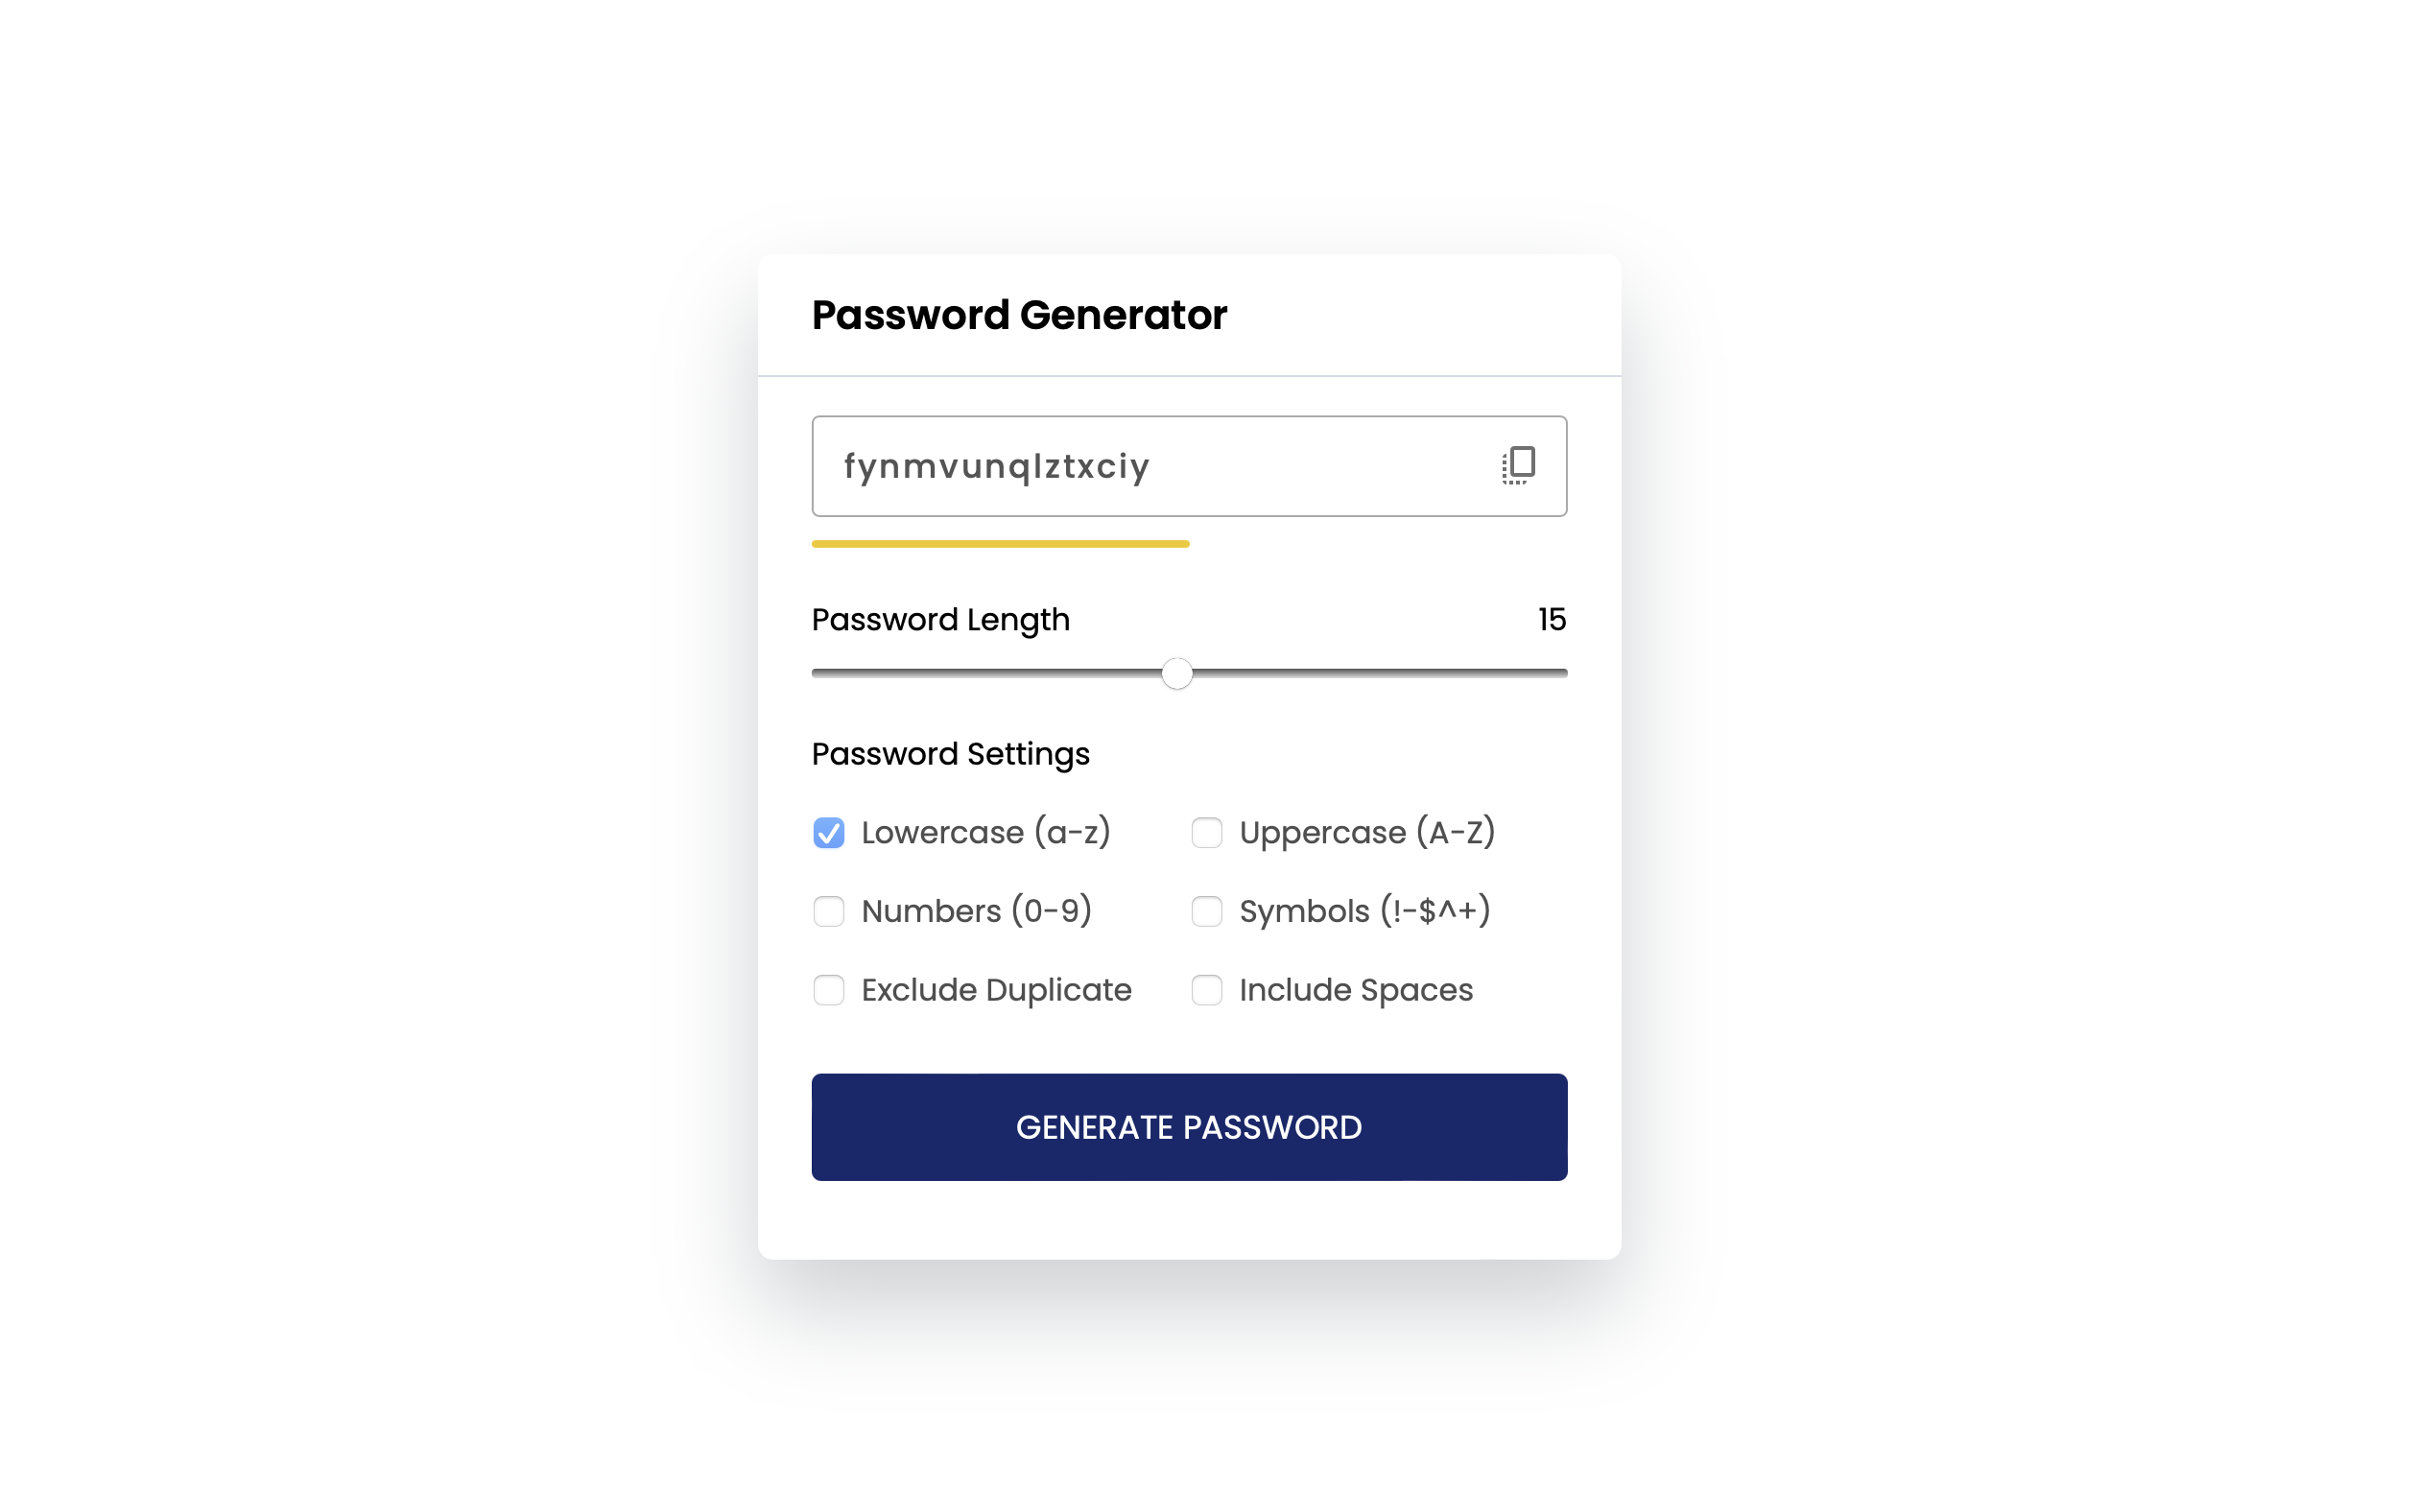 Password Generator
fynmvunqlztxciy
Password Length 15
Password Settings
Lowercase (a-z) Uppercase (A-Z)
Numbers (0-9) Symbols (!-$^+)
Exclude Duplicate Include Spaces
GENERATE PASSWORD